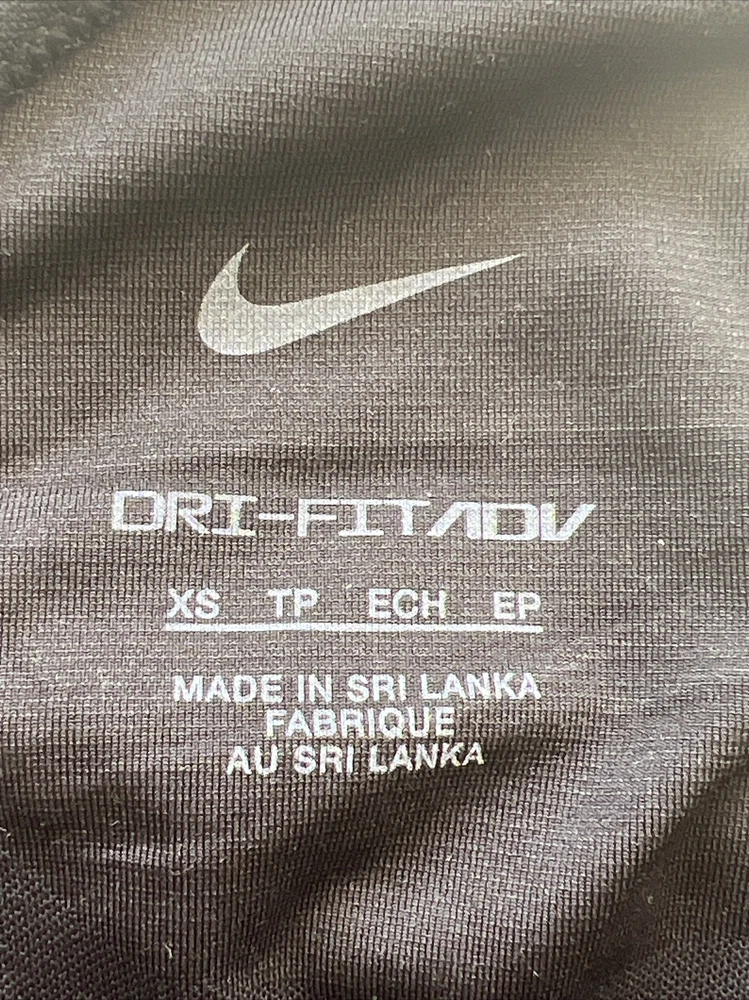 DRI-FIT ADV
XS TP ECH EP
MADE IN SRI LANKA
FABRIQUE
AU SRI LANKA